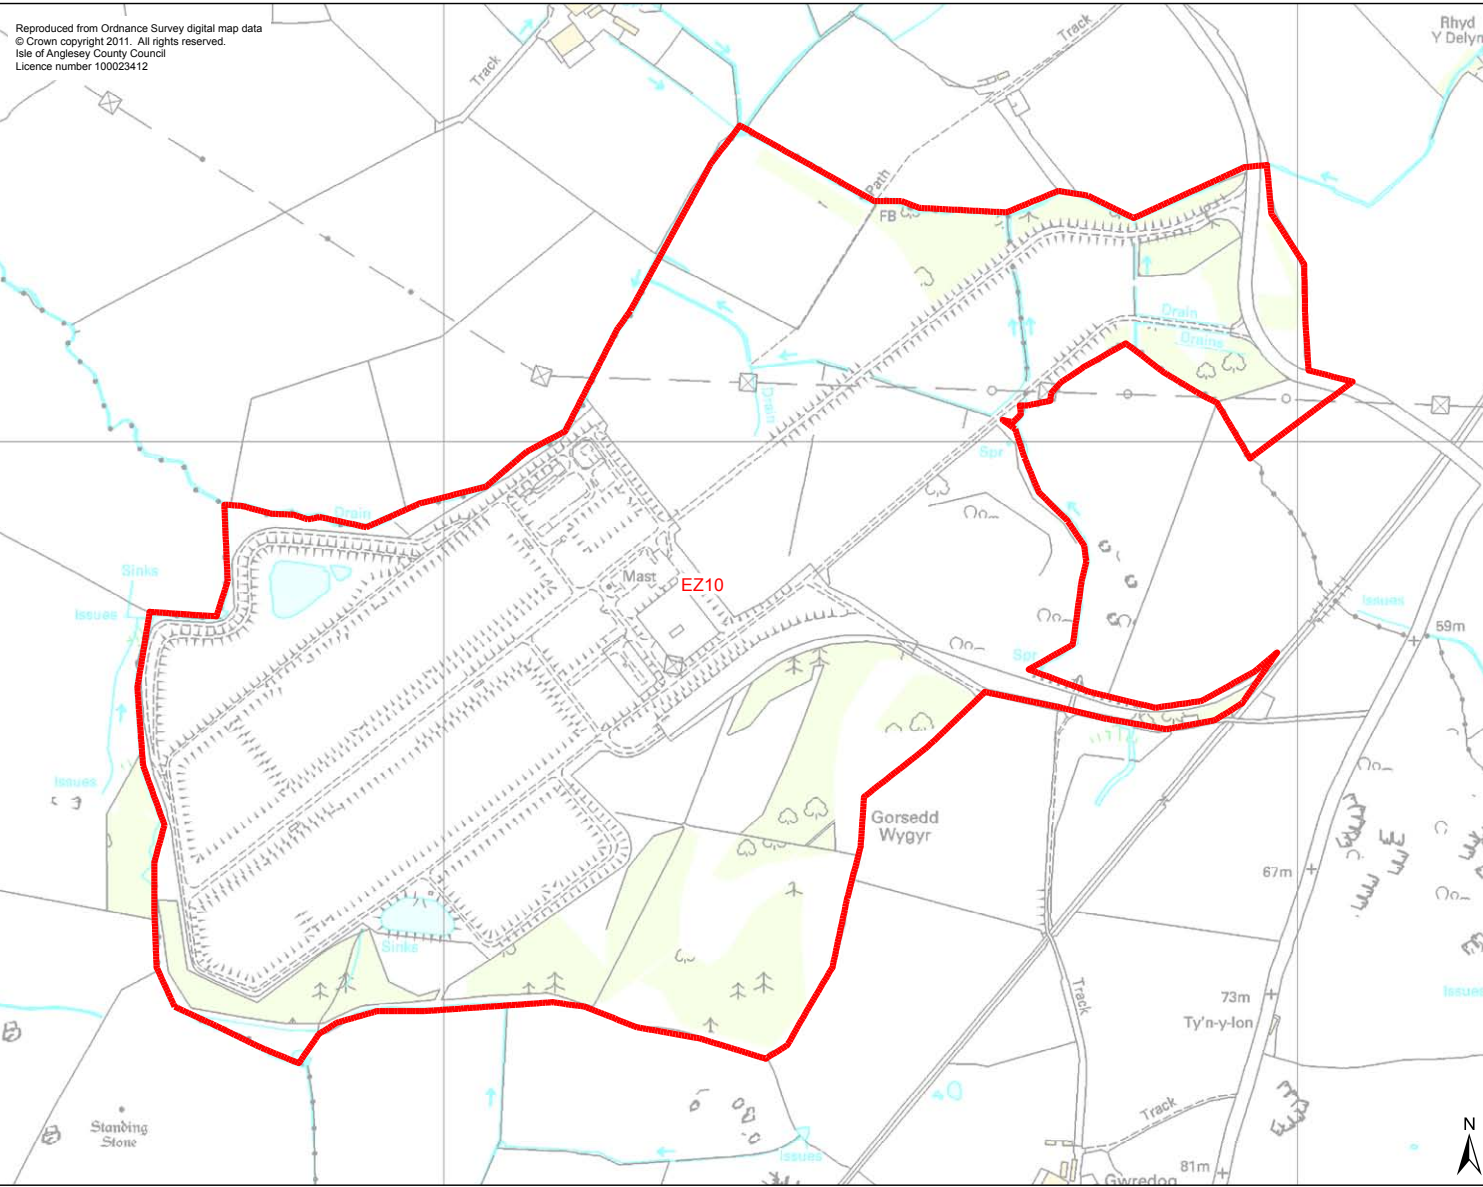 Reproduced from Ordnance Survey digital map data
© Crown copyright 2011. All rights reserved.
Isle of Anglesey County Council
Licence number 100023412
Track
Track
Rhyd
Y Delyn
Path
FB
Drain
Drains
Drain
Spr
Drain
Sinks
Issues
Mast
EZ10
Issues
59m
Spr
Issues
Gorsedd
Wygyr
67m
Sinks
Track
73m
Ty'n-y-lon
Issues
Standing
Stone
Track
Issues
81m
Gwredog
N